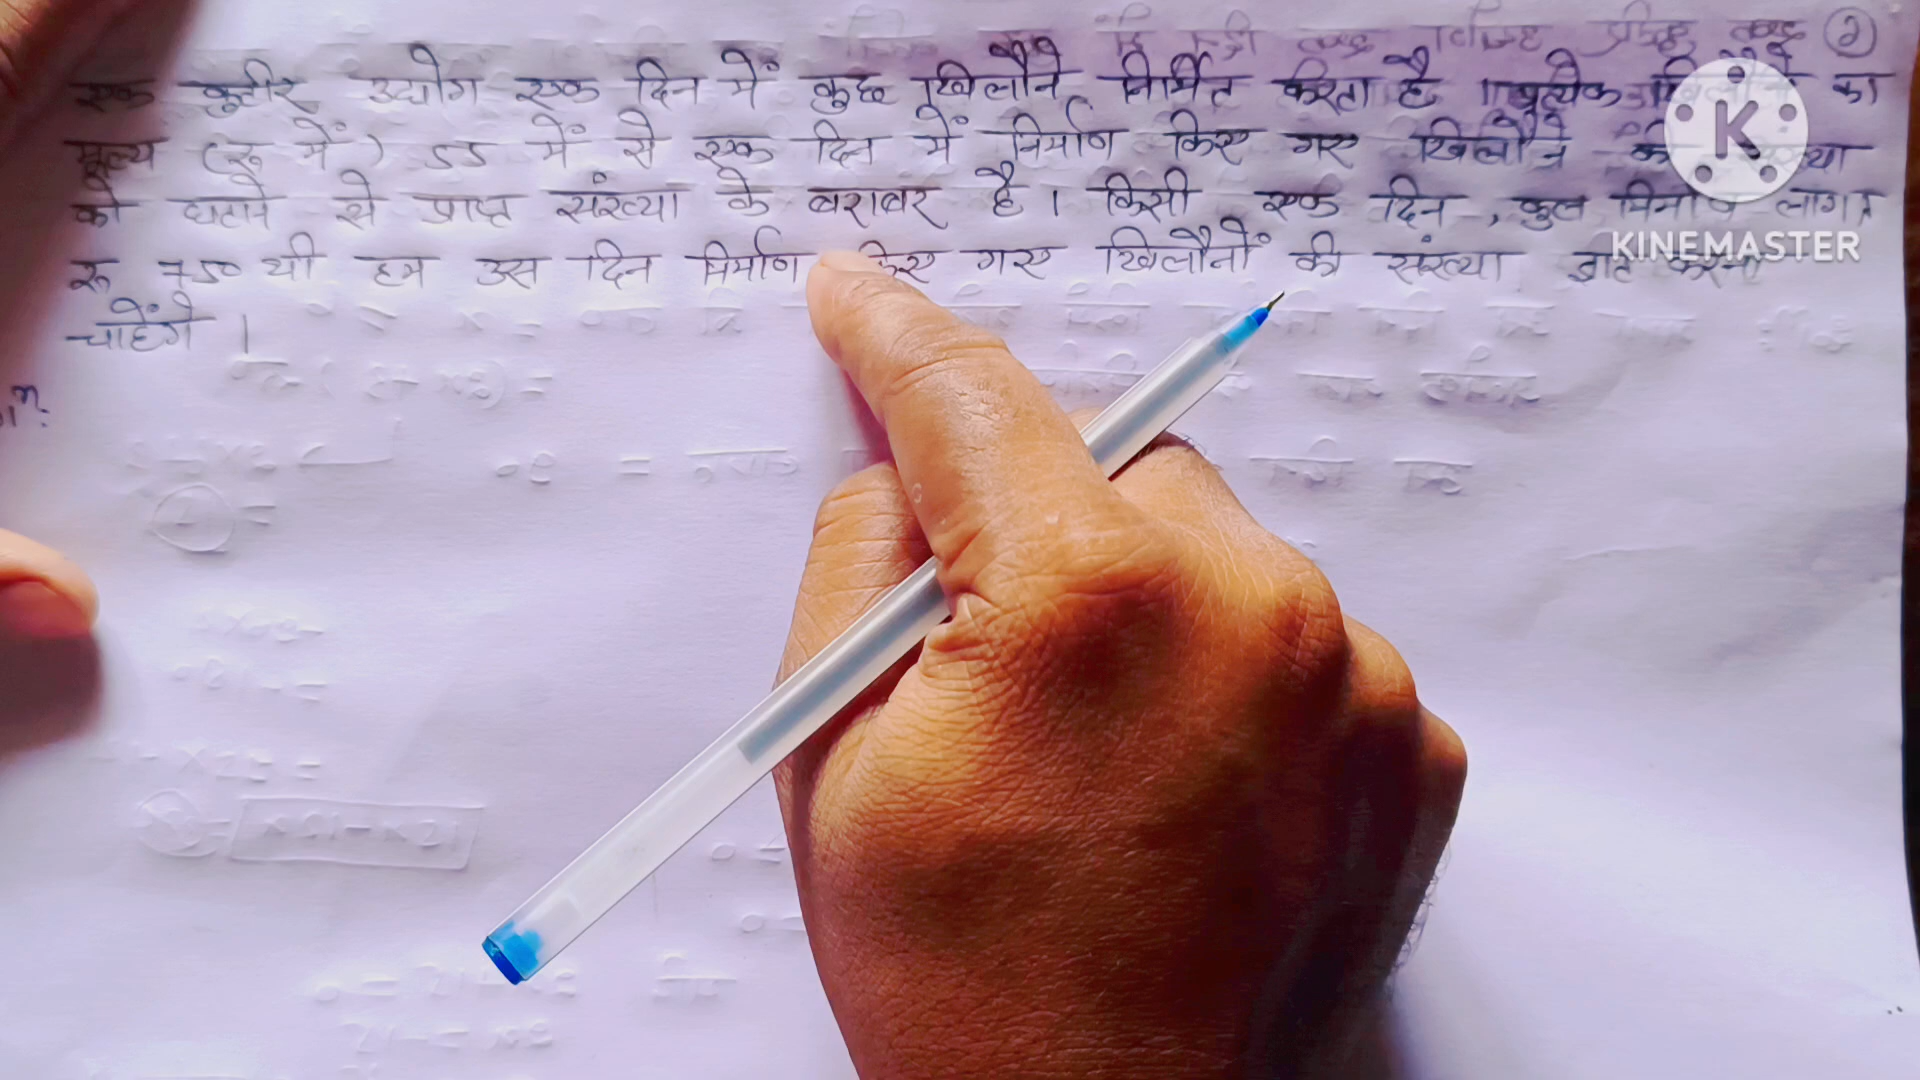 एक कुटीर उद्योग एक दिन में कुछ खिलौने निर्मित करता है । प्रत्येक का
मूल्य (रू में) 55 में से एक दिन में निर्माण किए गए खिलौने
को घटाने से प्राप्त संख्या के बराबर है । किसी एक दिन , कुल निर्माण लागत
रू 750 थी हम उस दिन निर्माण किए गए खिलौनों की संख्या ज्ञात करना
चाहेंगे ।
K
KINEMASTER